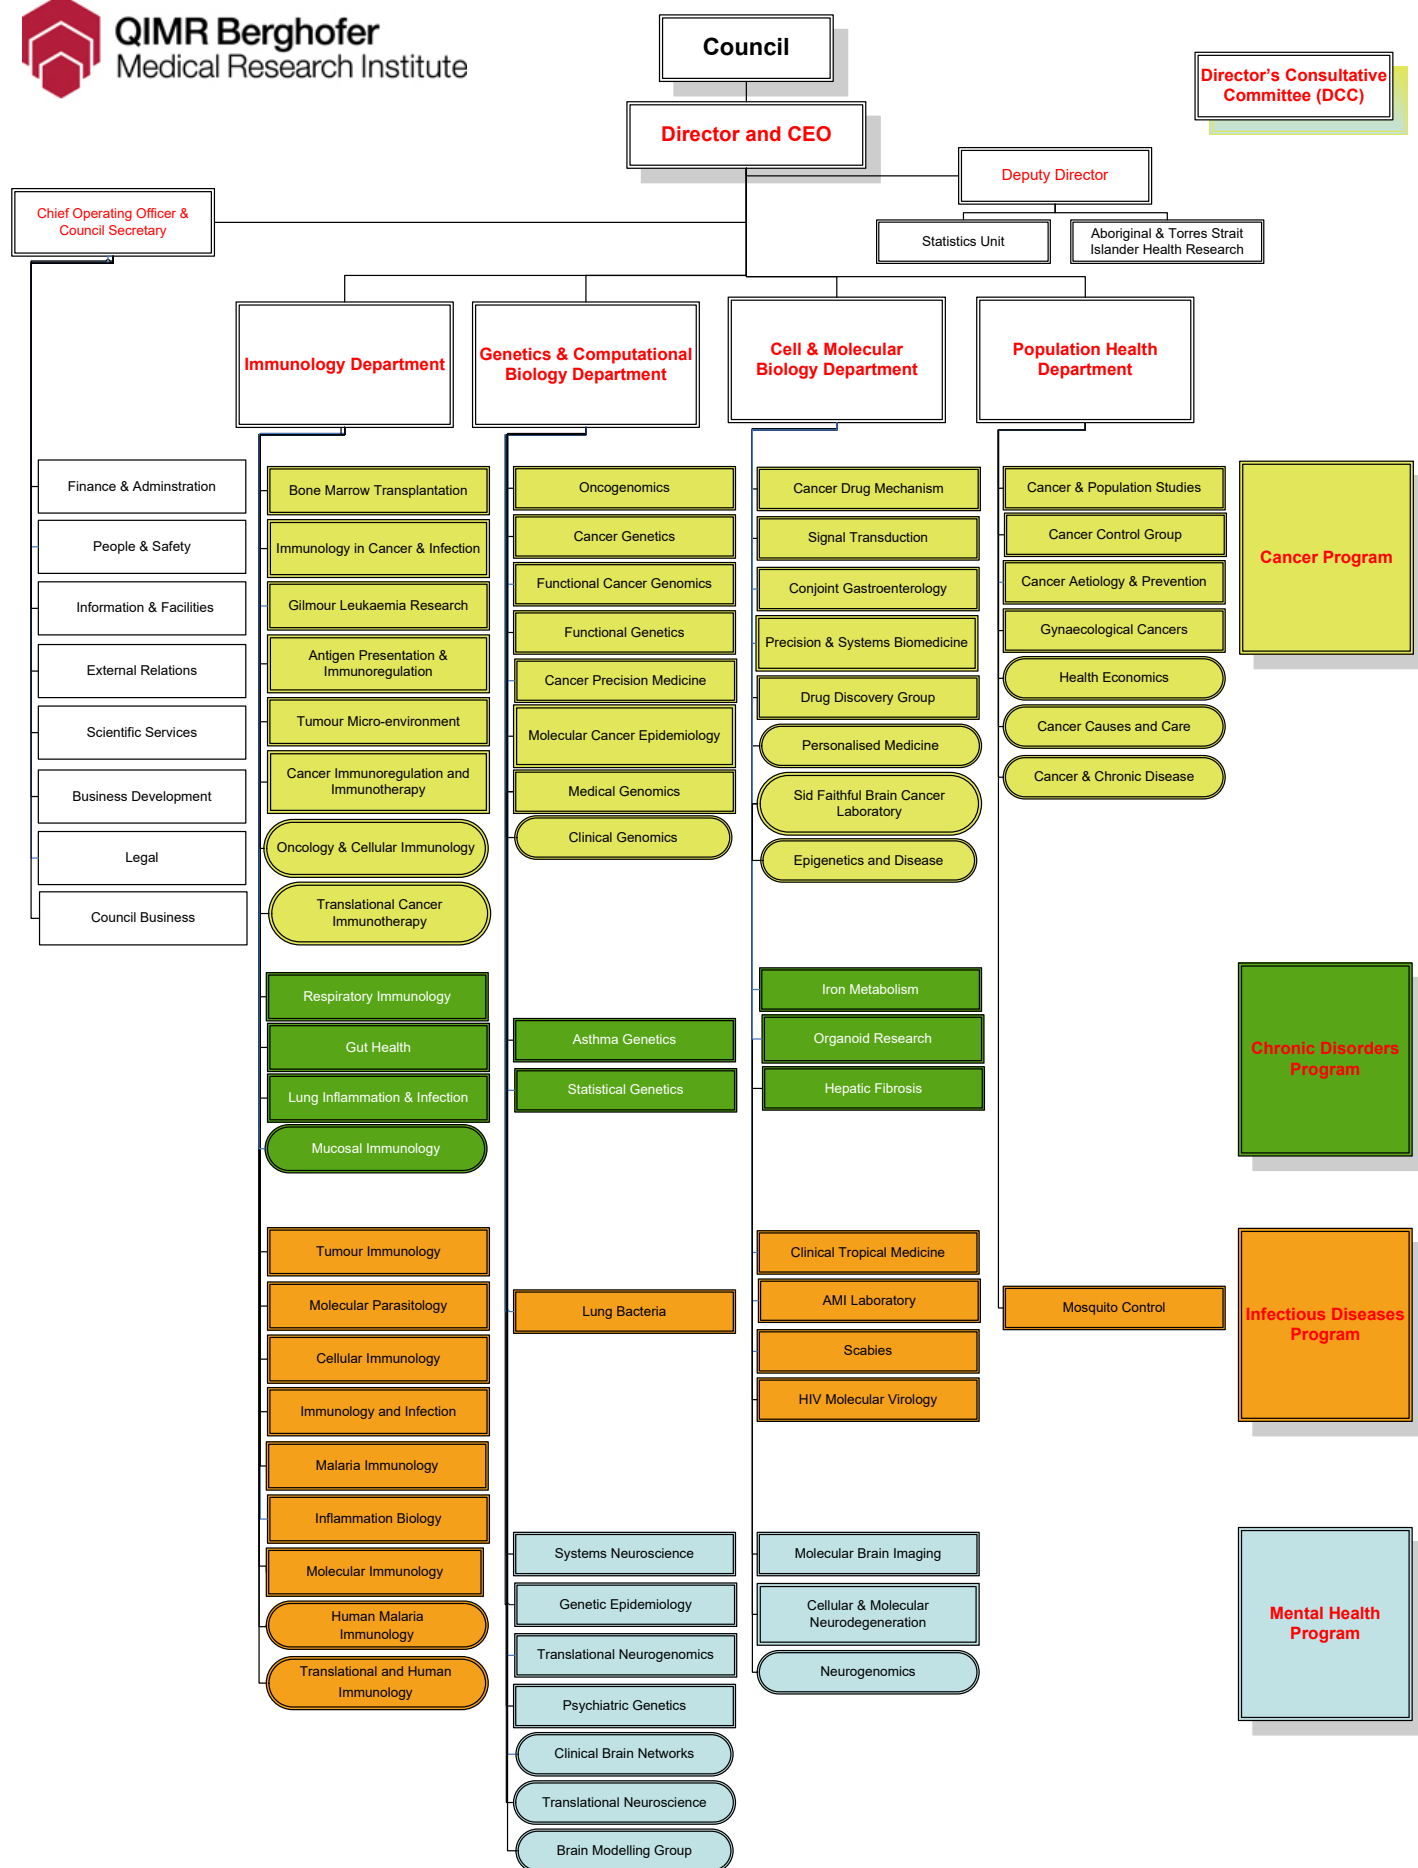 QIMR Berghofer
Medical Research Institute
Council
Director's Consultative
Committee (DCC)
Director and CEO
Deputy Director
Chief Operating Officer &
Council Secretary
Statistics Unit
Aboriginal & Torres Strait
Islander Health Research
Immunology Department
Genetics & Computational
Biology Department
Cell & Molecular
Biology Department
Population Health
Department
Finance & Adminstration
People & Safety
Information & Facilities
External Relations
Scientific Services
Business Development
Legal
Council Business
Bone Marrow Transplantation
Immunology in Cancer & Infection
Gilmour Leukaemia Research
Antigen Presentation &
Immunoregulation
Tumour Micro-environment
Cancer Immunoregulation and
Immunotherapy
Oncology & Cellular Immunology
Translational Cancer
Immunotherapy
Respiratory Immunology
Gut Health
Lung Inflammation & Infection
Mucosal Immunology
Tumour Immunology
Molecular Parasitology
Cellular Immunology
Immunology and Infection
Malaria Immunology
Inflammation Biology
Molecular Immunology
Human Malaria
Immunology
Translational and Human
Immunology
Oncogenomics
Cancer Genetics
Functional Cancer Genomics
Functional Genetics
Cancer Precision Medicine
Molecular Cancer Epidemiology
Medical Genomics
Clinical Genomics
Asthma Genetics
Statistical Genetics
Lung Bacteria
Systems Neuroscience
Genetic Epidemiology
Translational Neurogenomics
Psychiatric Genetics
Clinical Brain Networks
Translational Neuroscience
Brain Modelling Group
Cancer Drug Mechanism
Signal Transduction
Conjoint Gastroenterology
Precision & Systems Biomedicine
Drug Discovery Group
Personalised Medicine
Sid Faithful Brain Cancer
Laboratory
Epigenetics and Disease
Iron Metabolism
Organoid Research
Hepatic Fibrosis
Clinical Tropical Medicine
AMI Laboratory
Scabies
HIV Molecular Virology
Molecular Brain Imaging
Cellular & Molecular
Neurodegeneration
Neurogenomics
Cancer & Population Studies
Cancer Control Group
Cancer Aetiology & Prevention
Gynaecological Cancers
Health Economics
Cancer Causes and Care
Cancer & Chronic Disease
Mosquito Control
Cancer Program
Chronic Disorders
Program
Infectious Diseases
Program
Mental Health
Program